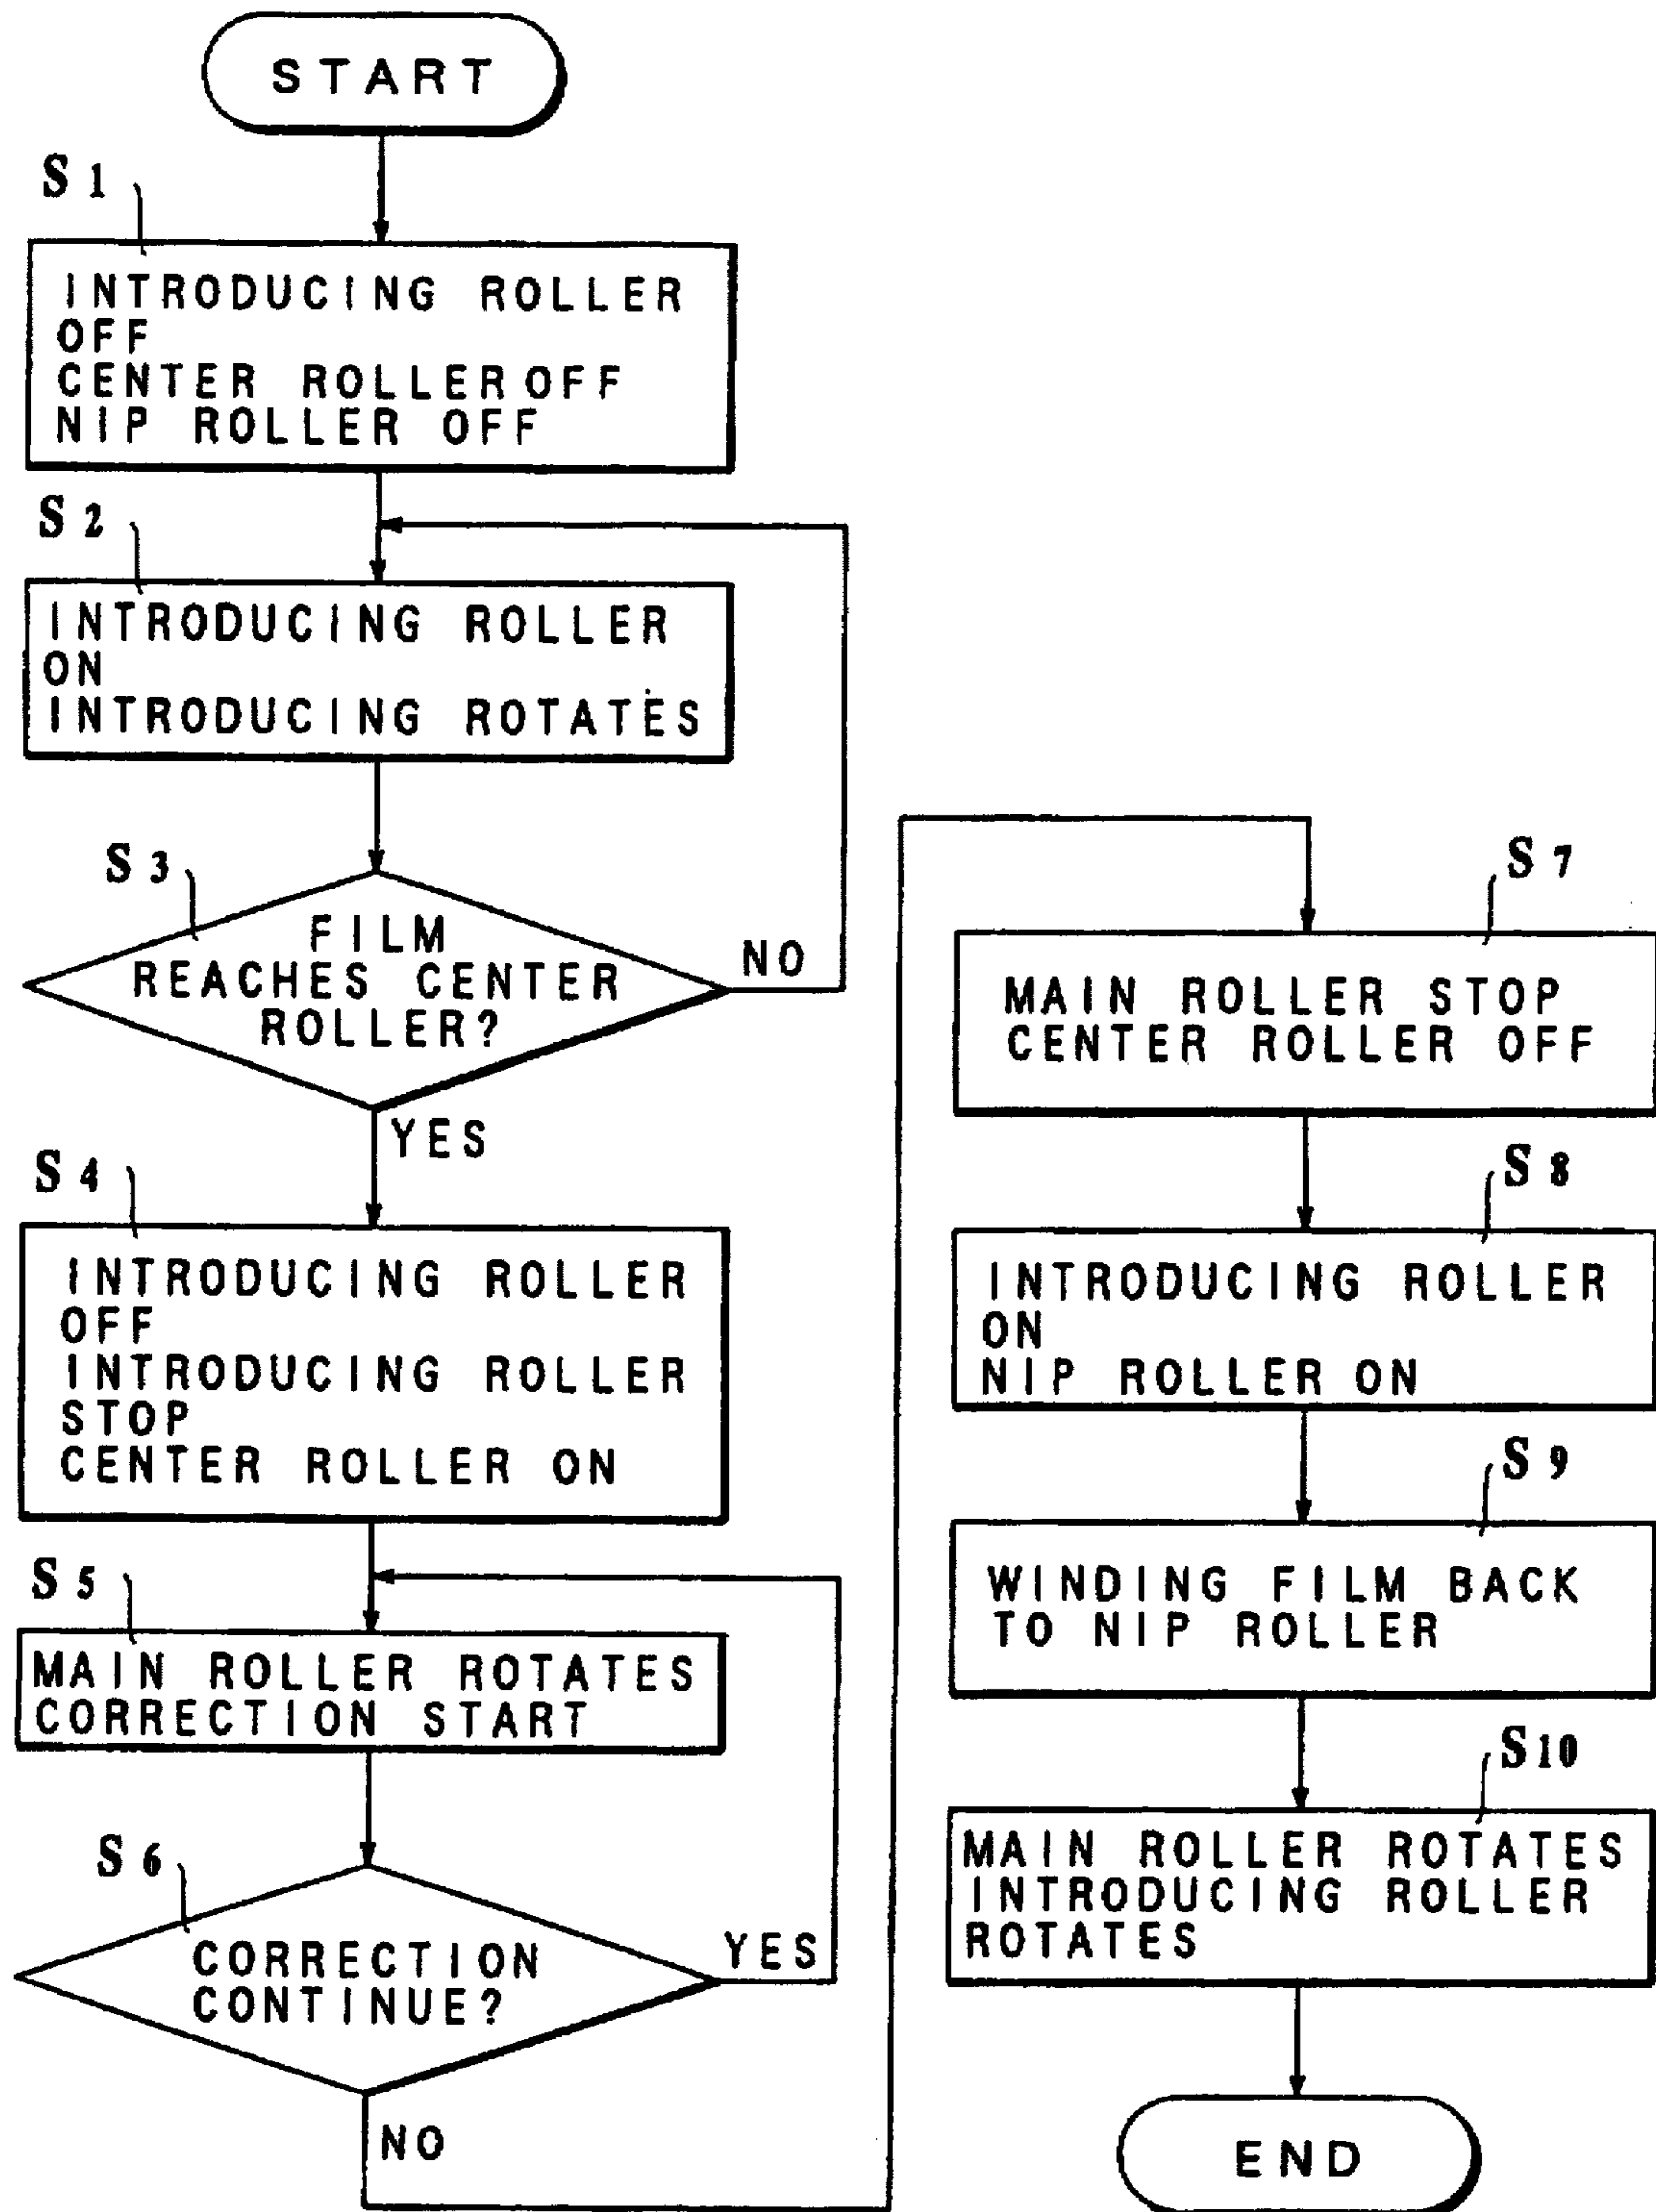 START
S1
INTRODUCING ROLLER
OFF
CENTER ROLLER OFF
NIP ROLLER OFF
S2
INTRODUCING ROLLER
ON
INTRODUCING ROTATES
S3
FILM
REACHES CENTER
ROLLER?
NO
YES
S4
INTRODUCING ROLLER
OFF
INTRODUCING ROLLER
STOP
CENTER ROLLER ON
S5
MAIN ROLLER ROTATES
CORRECTION START
S6
CORRECTION
CONTINUE?
YES
NO
S7
MAIN ROLLER STOP
CENTER ROLLER OFF
S8
INTRODUCING ROLLER
ON
NIP ROLLER ON
S9
WINDING FILM BACK
TO NIP ROLLER
S10
MAIN ROLLER ROTATES
INTRODUCING ROLLER
ROTATES
END